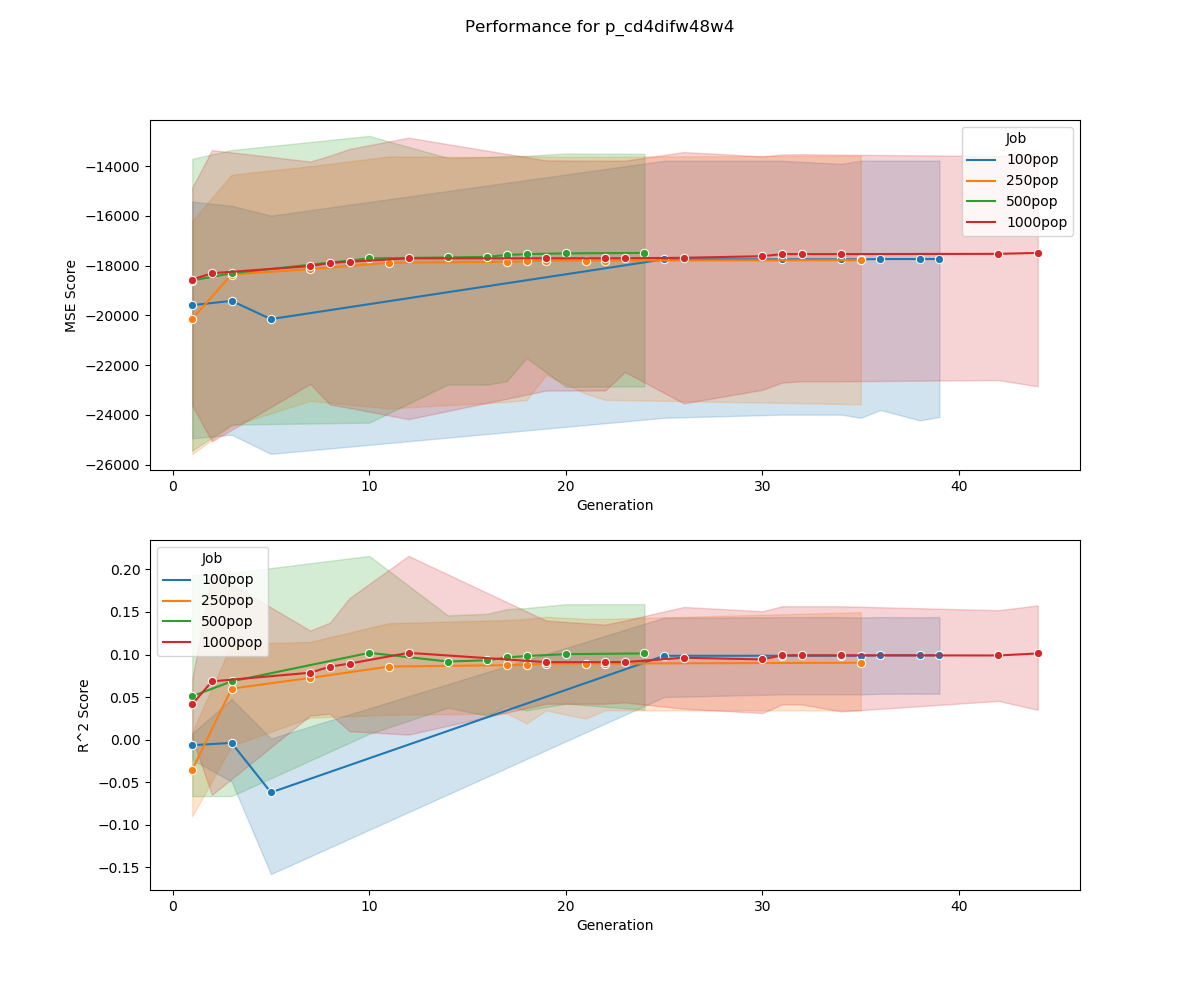 Performance for p_cd4difw48w4
−14000
−16000
−18000
−20000
−22000
−24000
−26000
MSE Score
0 10 20 30 40
Generation
Job
100pop
250pop
500pop
1000pop
0.20
0.15
0.10
0.05
0.00
−0.05
−0.10
−0.15
R^2 Score
0 10 20 30 40
Generation
Job
100pop
250pop
500pop
1000pop